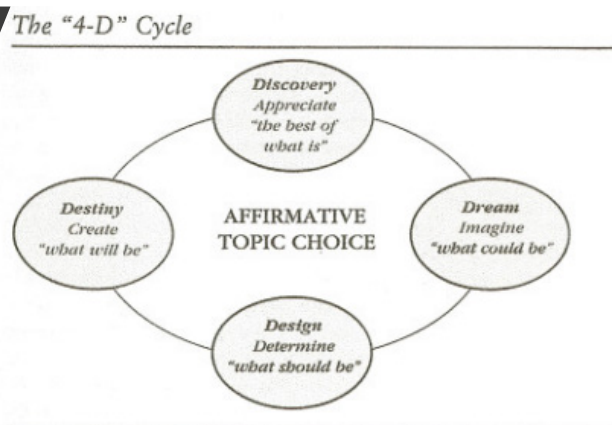 The "4-D" Cycle
Discovery
Appreciate
"the best of
what is"
Destiny
Create
"what will be"
AFFIRMATIVE
TOPIC CHOICE
Dream
Imagine
"what could be"
Design
Determine
"what should be"